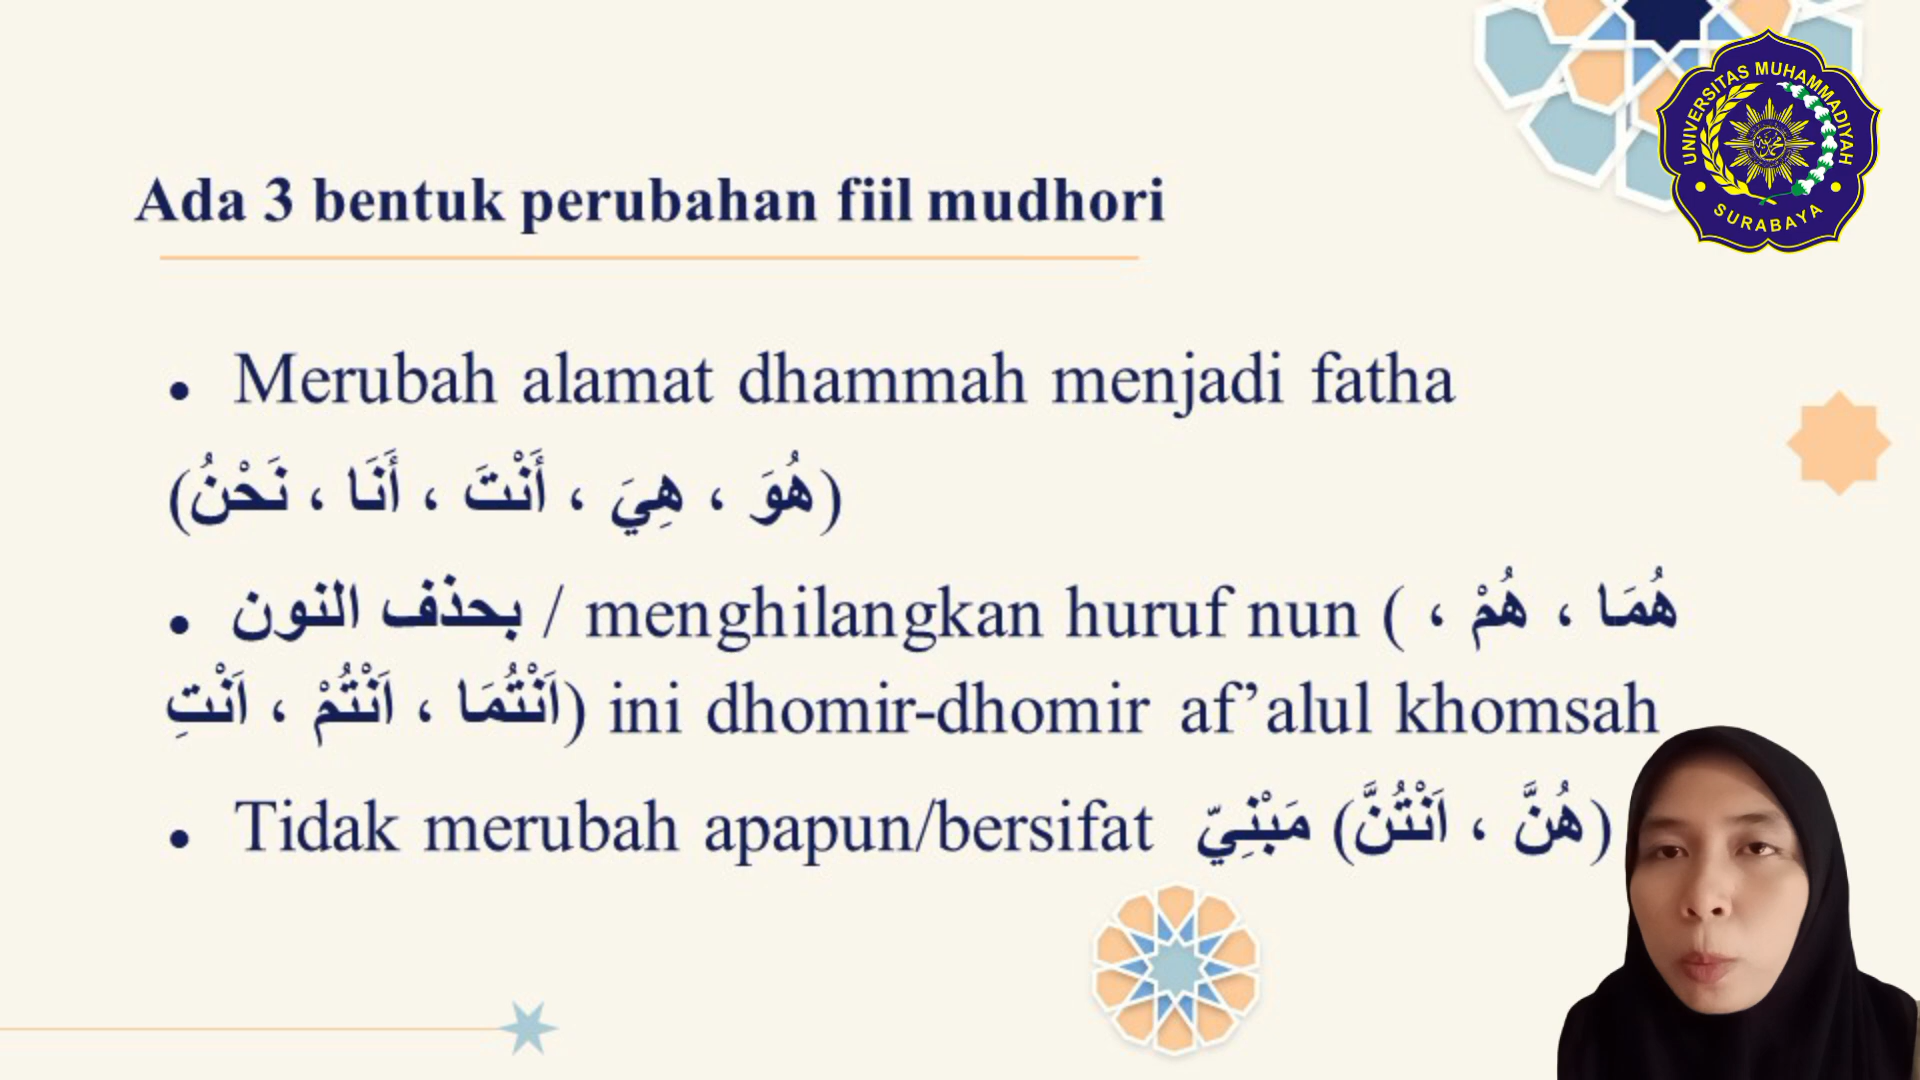 UNIVERSITAS MUHAMMADIYAH
SURABAYA
Ada 3 bentuk perubahan fiil mudhori
• Merubah alamat dhammah menjadi fatha
(هُوَ ، هِيَ ، أَنْتَ ، أَنَا ، نَحْنُ)
• بحذف النون / menghilangkan huruf nun ( هُمَا ، هُمْ ،
اَنْتُمَا ، اَنْتُمْ ، اَنْتِ) ini dhomir-dhomir af’alul khomsah
• Tidak merubah apapun/bersifat مَبْنِيّ (هُنَّ ، اَنْتُنَّ)